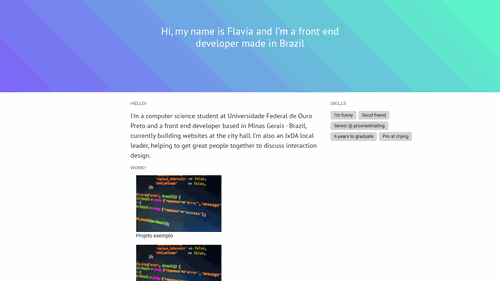 Hi, my name is Flavia and I'm a front end
developer made in Brazil
HELLO!
I'm a computer science student at Universidade Federal de Ouro
Preto and a front end developer based in Minas Gerais - Brazil,
currently building websites at the city hall. I'm also an IxDA local
leader, helping to get great people together to discuss interaction
design.
WORK!
Projeto exemplo
SKILLS
I'm funny
Good friend
Senior @ procrastinating
6 years to graduate
Pro at crying